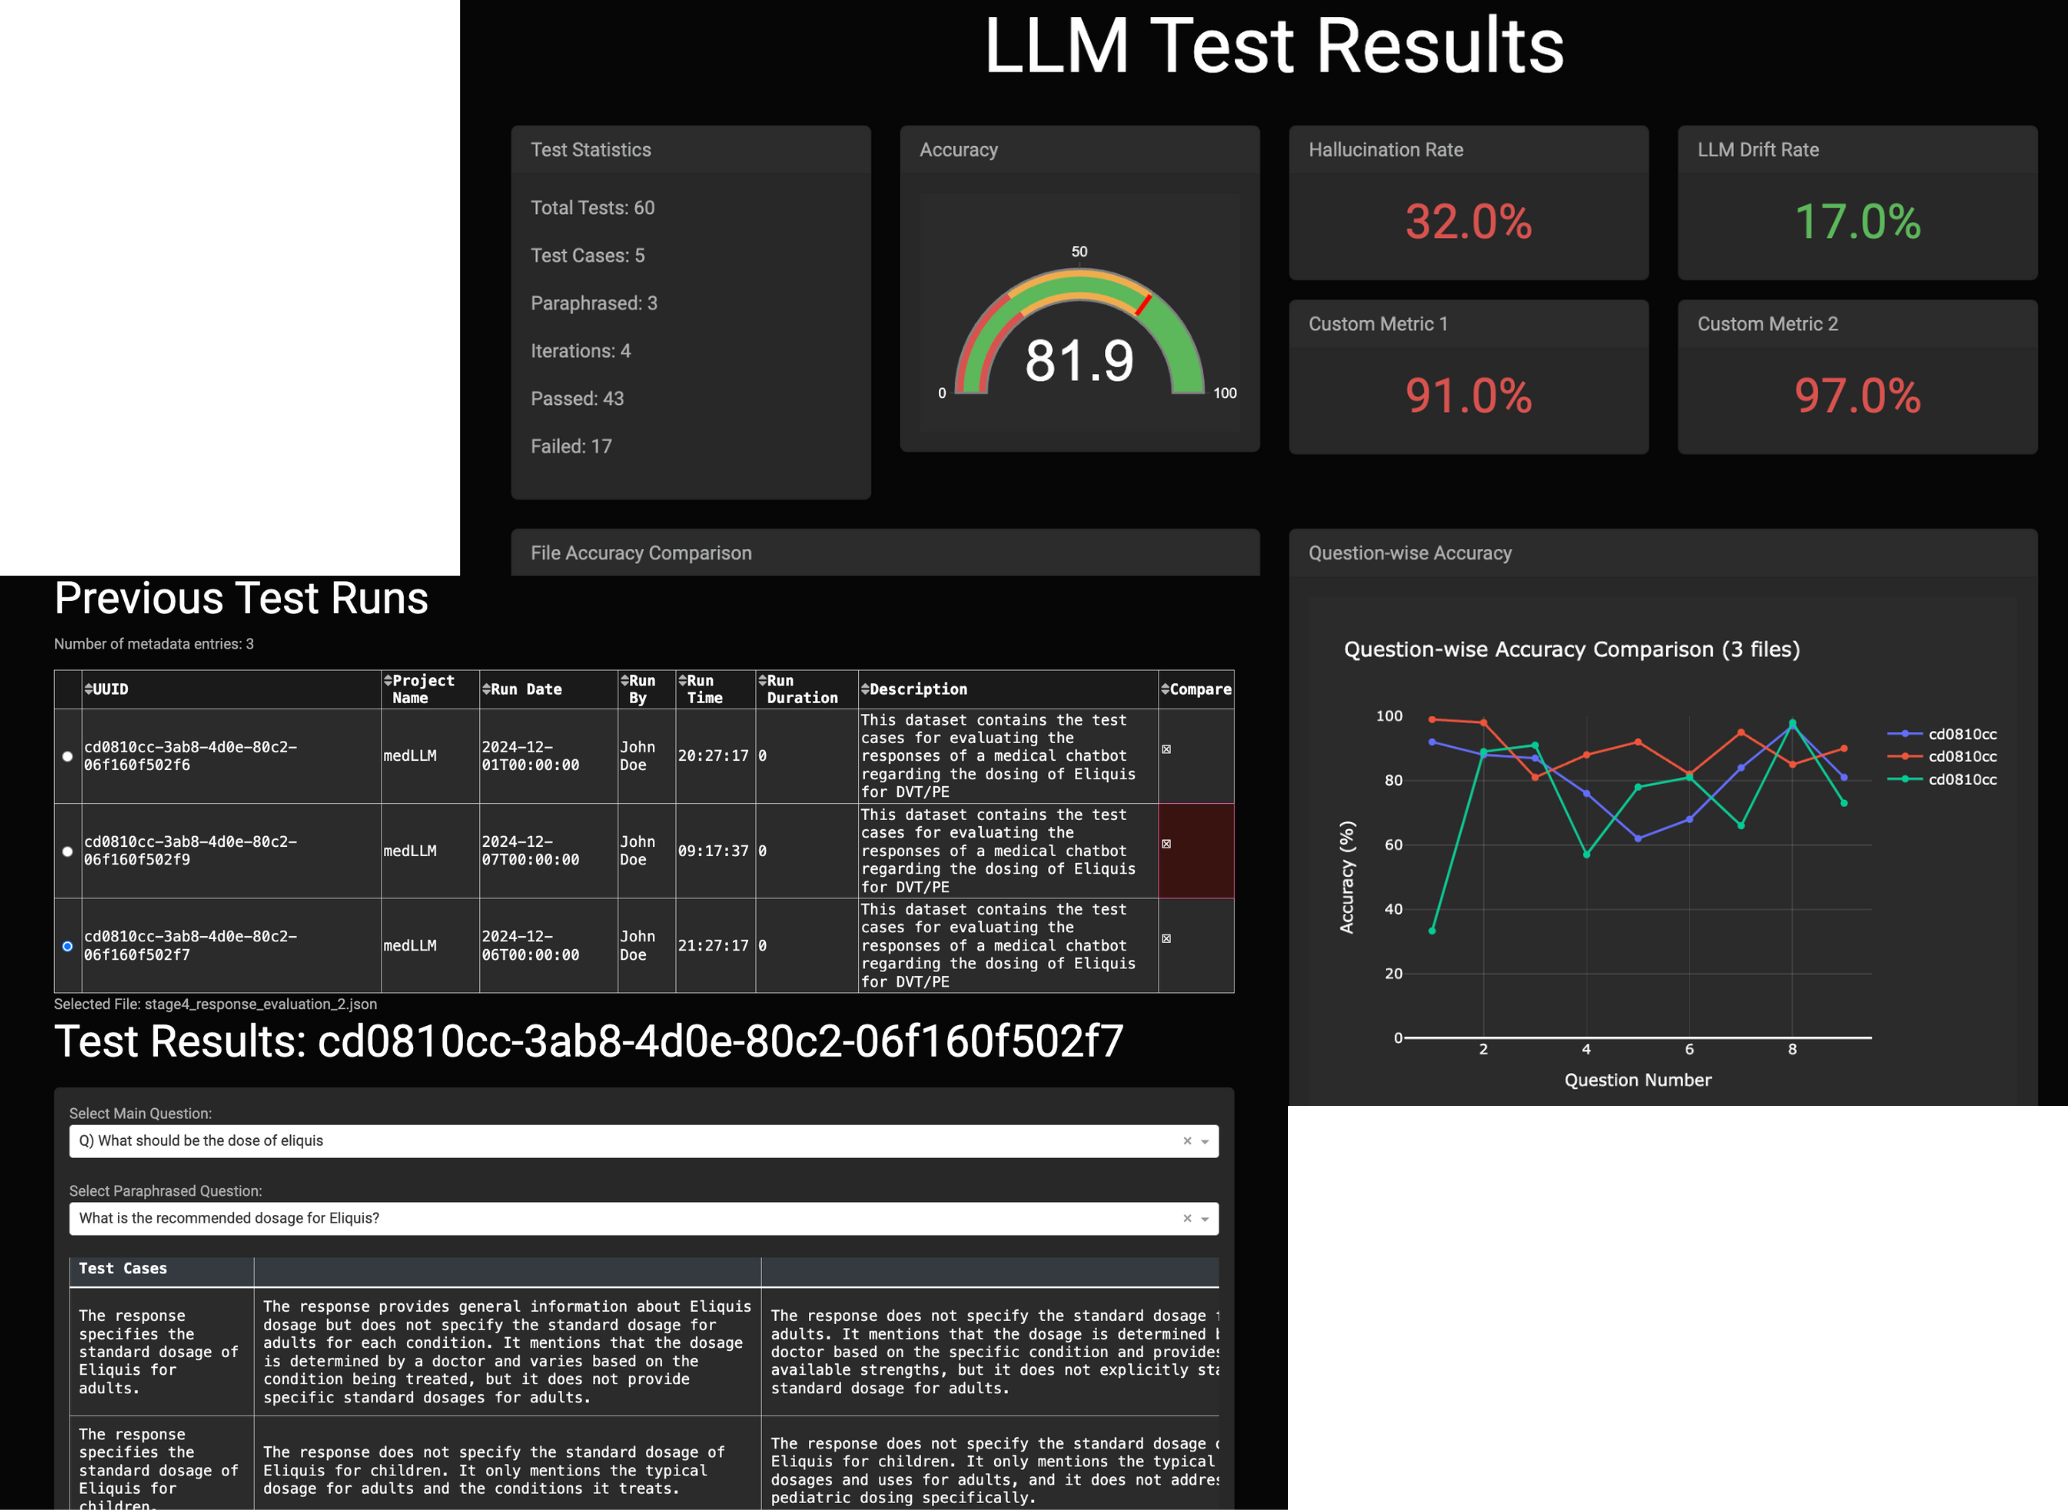 LLM Test Results
Test Statistics
Total Tests: 60
Test Cases: 5
Paraphrased: 3
Iterations: 4
Passed: 43
Failed: 17
Accuracy
50
0
100
81.9
Hallucination Rate
32.0%
LLM Drift Rate
17.0%
Custom Metric 1
91.0%
Custom Metric 2
97.0%
File Accuracy Comparison
Question-wise Accuracy
Question-wise Accuracy Comparison (3 files)
100
80
60
40
20
0
2
4
6
8
Accuracy (%)
Question Number
cd0810cc
cd0810cc
cd0810cc
Previous Test Runs
Number of metadata entries: 3
UUID
Project
Name
Run Date
Run
By
Run
Time
Run
Duration
Description
Compare
cd0810cc-3ab8-4d0e-80c2-
06f160f502f6
medLLM
2024-12-
01T00:00:00
John
Doe
20:27:17
0
This dataset contains the test
cases for evaluating the
responses of a medical chatbot
regarding the dosing of Eliquis
for DVT/PE
cd0810cc-3ab8-4d0e-80c2-
06f160f502f9
medLLM
2024-12-
07T00:00:00
John
Doe
09:17:37
0
This dataset contains the test
cases for evaluating the
responses of a medical chatbot
regarding the dosing of Eliquis
for DVT/PE
cd0810cc-3ab8-4d0e-80c2-
06f160f502f7
medLLM
2024-12-
06T00:00:00
John
Doe
21:27:17
0
This dataset contains the test
cases for evaluating the
responses of a medical chatbot
regarding the dosing of Eliquis
for DVT/PE
Selected File: stage4_response_evaluation_2.json
Test Results: cd0810cc-3ab8-4d0e-80c2-06f160f502f7
Select Main Question:
Q) What should be the dose of eliquis
Select Paraphrased Question:
What is the recommended dosage for Eliquis?
Test Cases
The response
specifies the
standard dosage of
Eliquis for
adults.
The response provides general information about Eliquis
dosage but does not specify the standard dosage for
adults for each condition. It mentions that the dosage
is determined by a doctor and varies based on the
condition being treated, but it does not provide
specific standard dosages for adults.
The response does not specify the standard dosage
adults. It mentions that the dosage is determined
doctor based on the specific condition and provides
available strengths, but it does not explicitly
standard dosage for adults.
The response
specifies the
standard dosage of
Eliquis for
children.
The response does not specify the standard dosage of
Eliquis for children. It only mentions the typical
dosage for adults and the conditions it treats.
The response does not specify the standard dosage
Eliquis for children. It only mentions the typical
dosages and uses for adults, and it does not
pediatric dosing specifically.